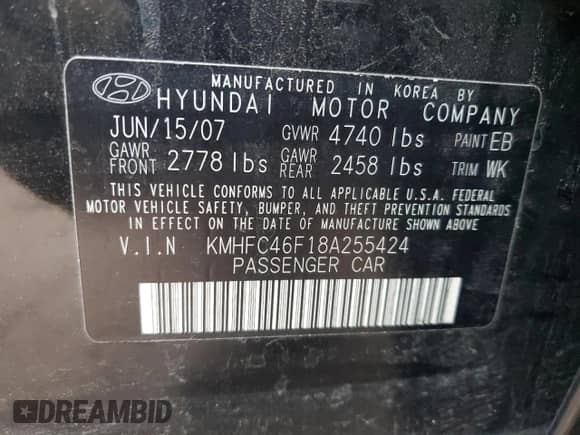 MANUFACTURED IN KOREA BY
HYUNDAI MOTOR COMPANY
JUN/15/07 GVWR 4740 lbs PAINT EB
GAWR FRONT 2778 lbs GAWR REAR 2458 lbs TRIM WK
THIS VEHICLE CONFORMS TO ALL APPLICABLE U.S.A. FEDERAL
MOTOR VEHICLE SAFETY, BUMPER, AND THEFT PREVENTION STANDARDS
IN EFFECT ON THE DATE OF MANUFACTURE SHOWN ABOVE.
V.I.N KMHFC46F18A255424
PASSENGER CAR
DREAMBID